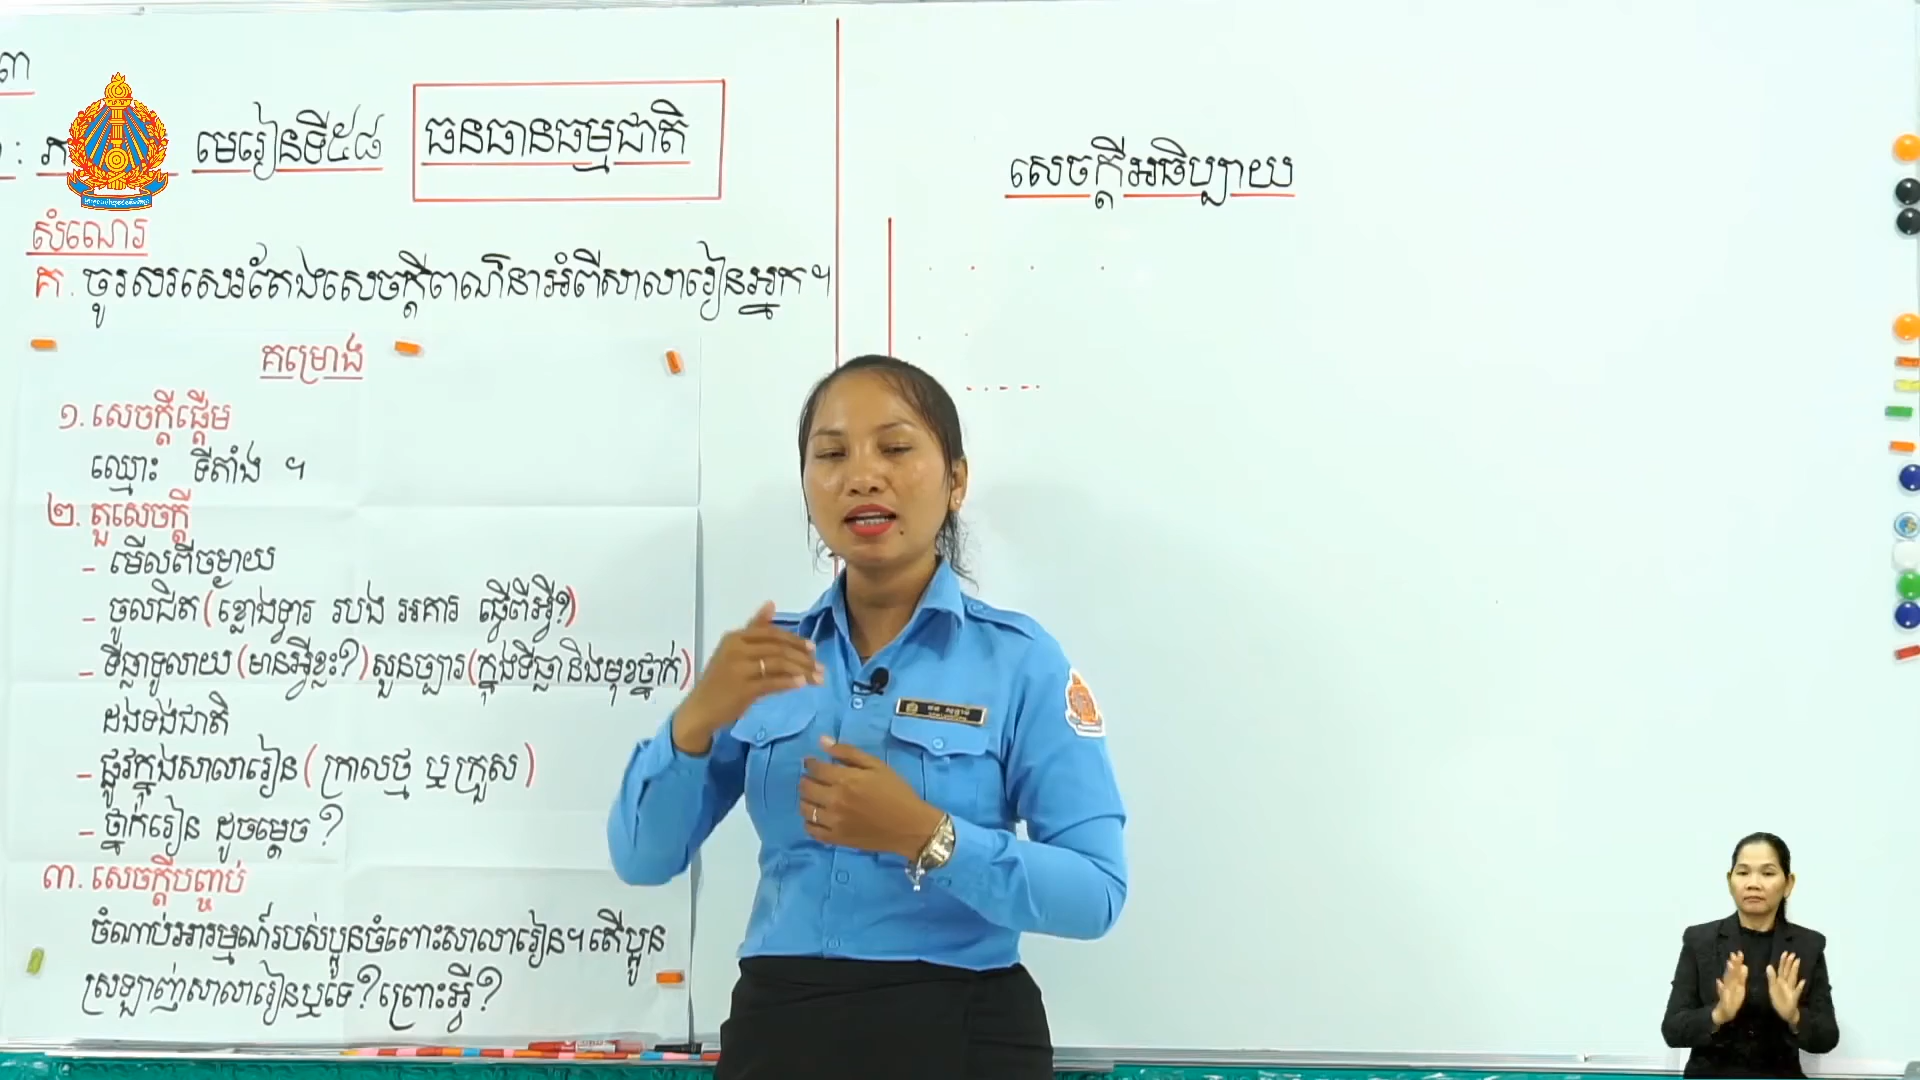 ៣
មេរៀនទី៥៨
ធនធានធម្មជាតិ
សំណេរ
គ. ចូរសរសេរតែងសេចក្តីពណ៌នាអំពីសាលារៀនអ្នក។
គម្រោង
១. សេចក្តីផ្តើម
ឈ្មោះ ទីតាំង ។
២. តួសេចក្តី
- មើលពីចម្ងាយ
- ចូលជិត (ខ្លោងទ្វារ របង អគារ ធ្វើពីអ្វី?)
- ទីធ្លាទូលាយ (មានអ្វីខ្លះ?) សួនច្បារ (ក្នុងទីធ្លានិងមុខថ្នាក់)
ដងទង់ជាតិ
- ផ្លូវក្នុងសាលារៀន (ក្រាលថ្ម ឬក្រួស)
- ថ្នាក់រៀន ដូចម្តេច?
៣. សេចក្តីបញ្ចប់
ចំណាប់អារម្មណ៍របស់ប្អូនចំពោះសាលារៀន។ តើប្អូន
ស្រឡាញ់សាលារៀនឬទេ? ព្រោះអ្វី?
សេចក្តីអធិប្បាយ